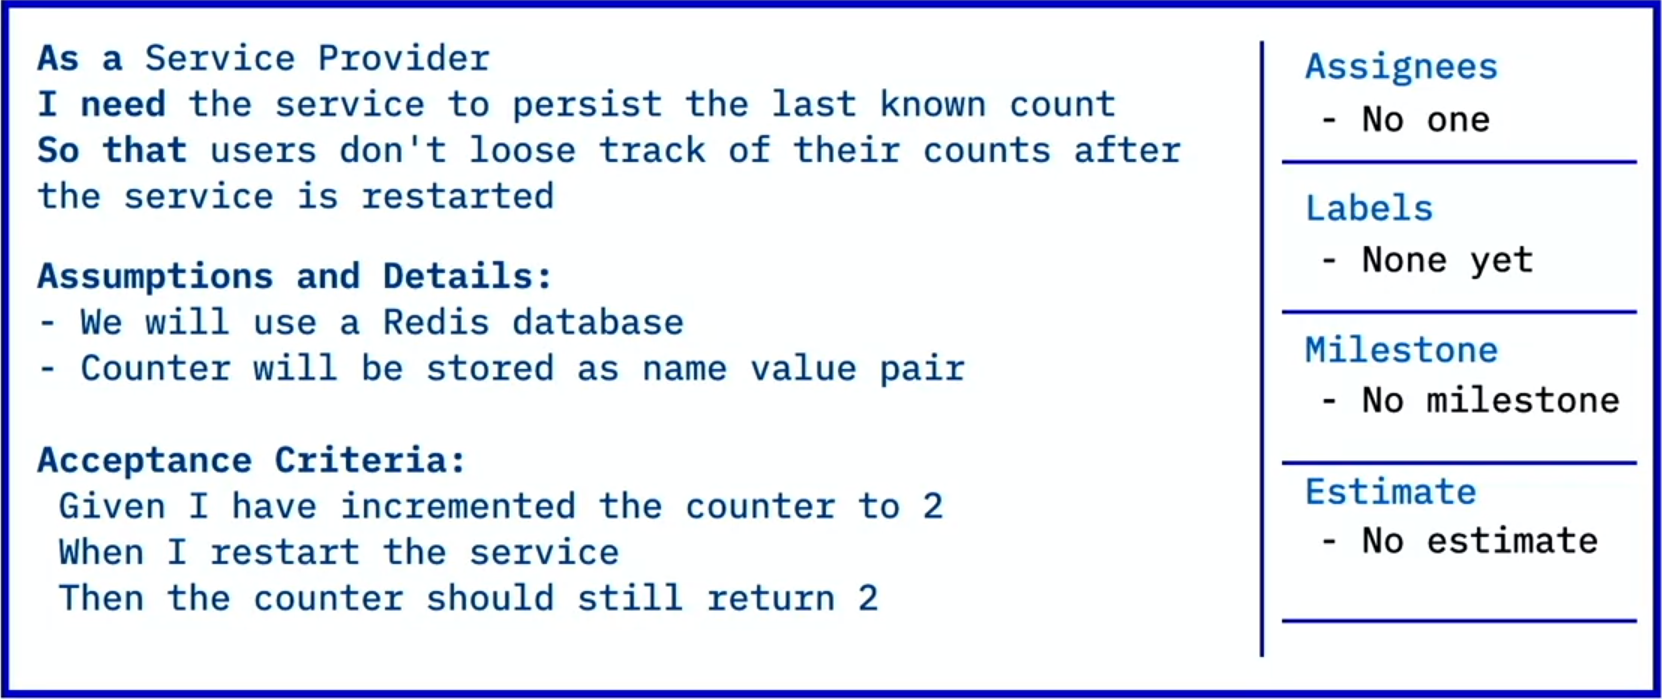 As a Service Provider
I need the service to persist the last known count
So that users don't loose track of their counts after
the service is restarted
Assumptions and Details:
- We will use a Redis database
- Counter will be stored as name value pair
Acceptance Criteria:
Given I have incremented the counter to 2
When I restart the service
Then the counter should still return 2
Assignees
- No one
Labels
- None yet
Milestone
- No milestone
Estimate
- No estimate